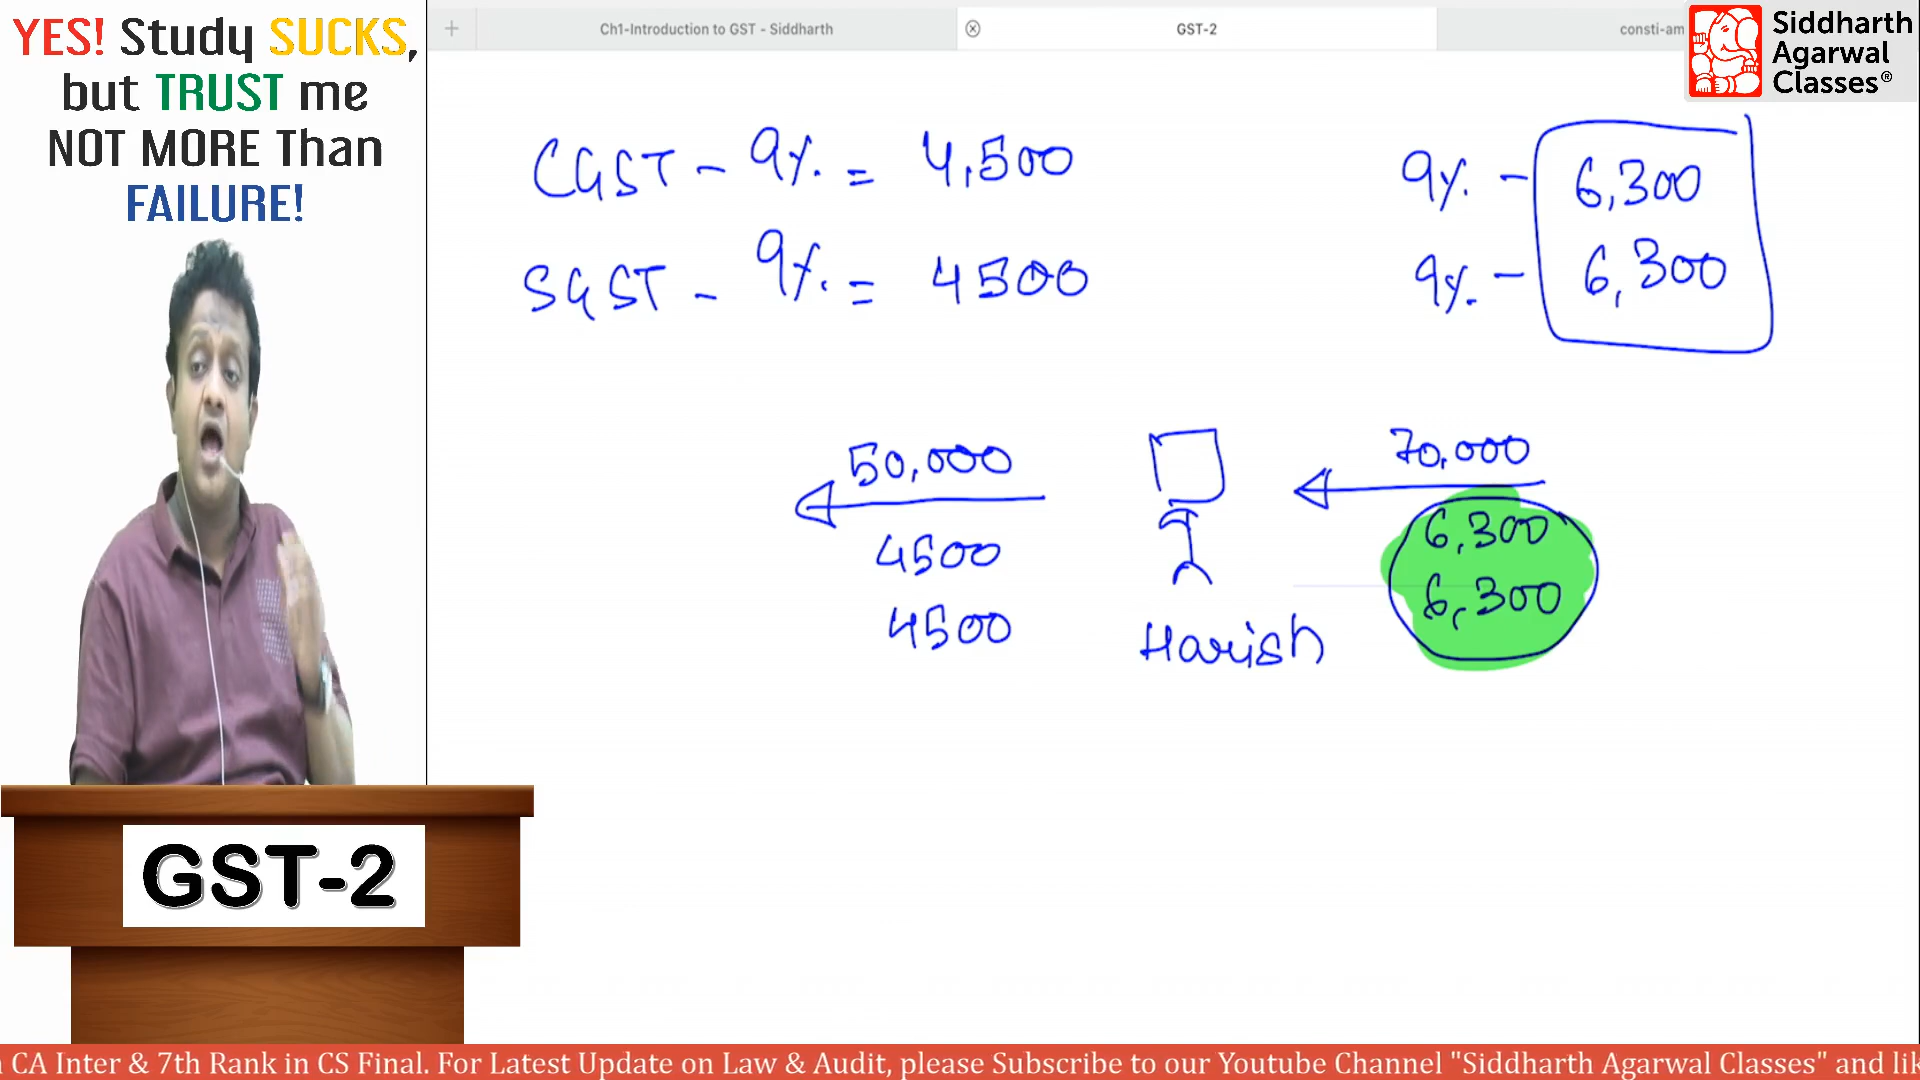 YES! Study SUCKS,
but TRUST me
NOT MORE Than
FAILURE!
Ch1-Introduction to GST - Siddharth
GST-2
consti-am
Siddharth
Agarwal
Classes®
CGST - 9% = 4,500
9% - 6,300
SGST - 9% = 4500
9% - 6,300
50,000
70,000
4500
6,300
4500
6,300
Harish
GST-2
CA Inter & 7th Rank in CS Final. For Latest Update on Law & Audit, please Subscribe to our Youtube Channel "Siddharth Agarwal Classes" and lik